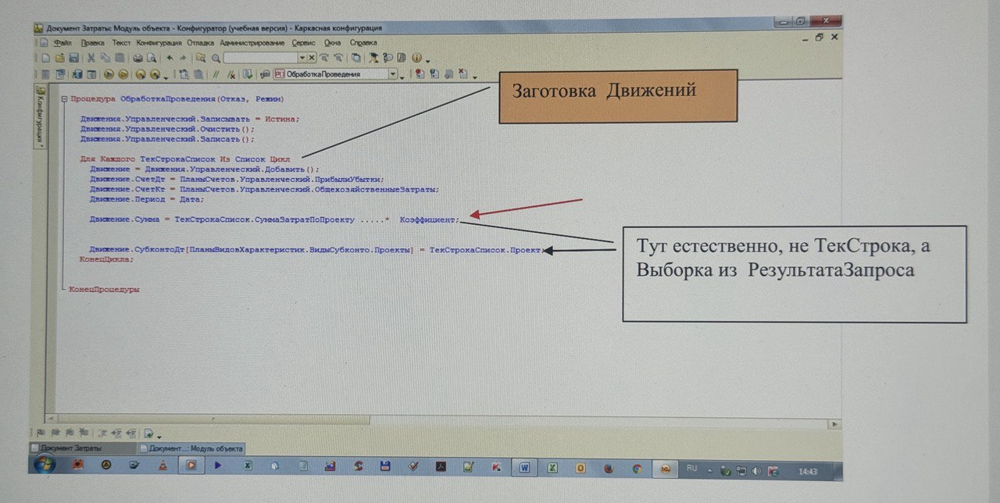 Документ Затраты: Модуль объекта - Конфигуратор (учебная версия) - Каркасная конфигурация
Файл Правка Текст Конфигурация Отладка Администрирование Сервис Окна Справка
ОбработкаПроведения
Конфигурация *
Заготовка Движений
Процедура ОбработкаПроведения(Отказ, Режим)
Движения.Управленческий.Записывать = Истина;
Движения.Управленческий.Очистить();
Движения.Управленческий.Записать();
Для Каждого ТекСтрокаСписок Из Список Цикл
Движение = Движения.Управленческий.Добавить();
Движение.СчетДт = ПланыСчетов.Управленческий.ПрибылиУбытки;
Движение.СчетКт = ПланыСчетов.Управленческий.ОбщехозяйственныеЗатраты;
Движение.Период = Дата;
Движение.Сумма = ТекСтрокаСписок.СуммаЗатратПоПроекту .....* Коэффициент;
Движение.СубконтоДт[ПланыВидовХарактеристик.ВидыСубконто.Проекты] = ТекСтрокаСписок.Проект;
КонецЦикла;
КонецПроцедуры
Тут естественно, не ТекСтрока, а
Выборка из РезультатаЗапроса
Документ Затраты
Документ...: Модуль объекта
RU
14:43